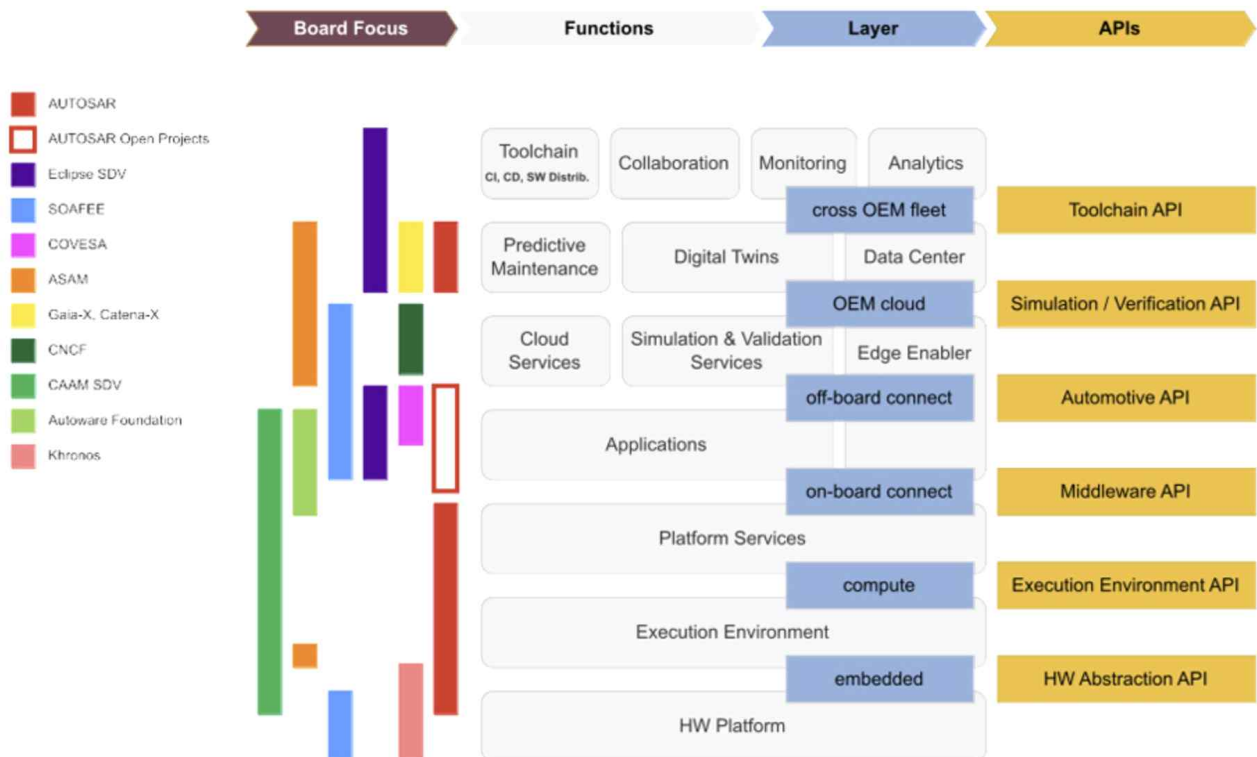 Board Focus
Functions
Layer
APIs
AUTOSAR
AUTOSAR Open Projects
Eclipse SDV
SOAFEE
COVESA
ASAM
Gaia-X, Catena-X
CNCF
CAAM SDV
Autoware Foundation
Khronos
Toolchain
CI, CD, SW Distrib.
Collaboration
Monitoring
Analytics
cross OEM fleet
Toolchain API
Predictive
Maintenance
Digital Twins
Data Center
OEM cloud
Simulation / Verification API
Cloud
Services
Simulation & Validation
Services
Edge Enabler
off-board connect
Automotive API
Applications
on-board connect
Middleware API
Platform Services
compute
Execution Environment API
Execution Environment
embedded
HW Abstraction API
HW Platform